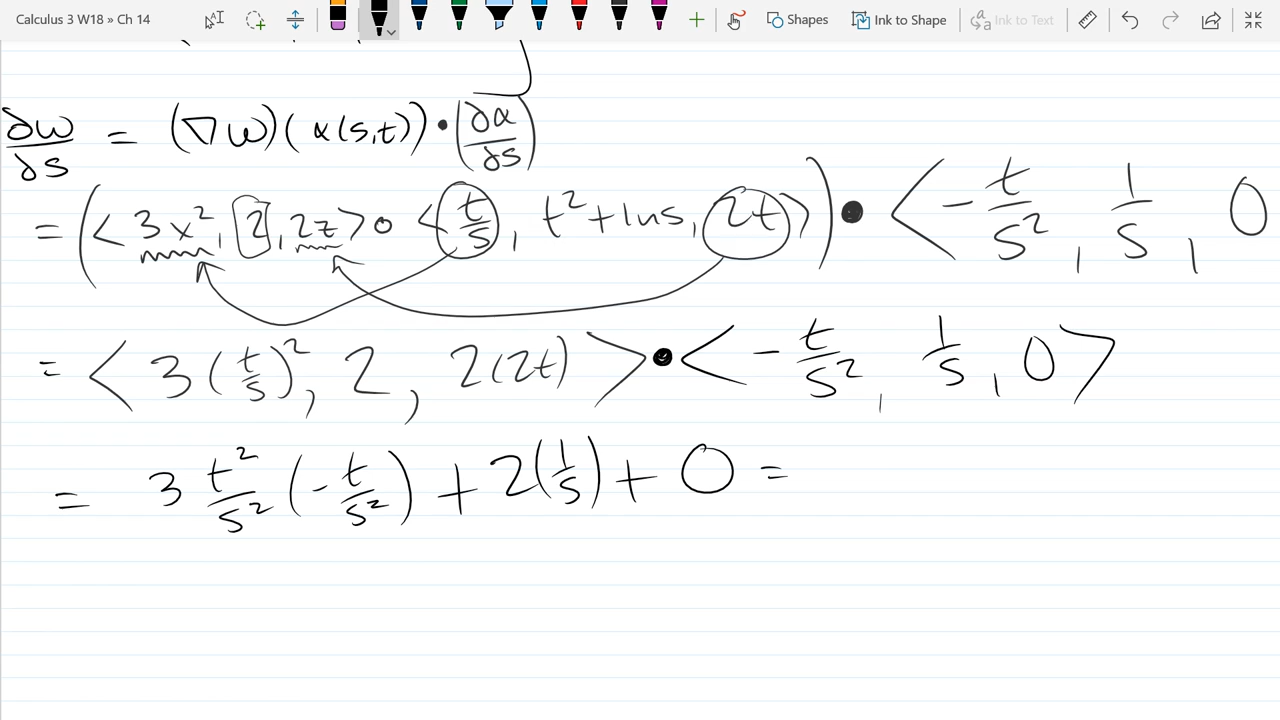 Calculus 3 W18 » Ch 14 Shapes Ink to Shape Ink to Text
∂w/∂s = (∇w)(α(s,t)) • (∂α/∂s)
= (<3x², 2, 2z> ∘ <t/s, t²+lns, 2t>) • <-t/s², 1/s, 0
= <3(t/s)², 2, 2(2t)> • <-t/s², 1/s, 0>
= 3 t²/s² (-t/s²) + 2(1/s) + 0 =